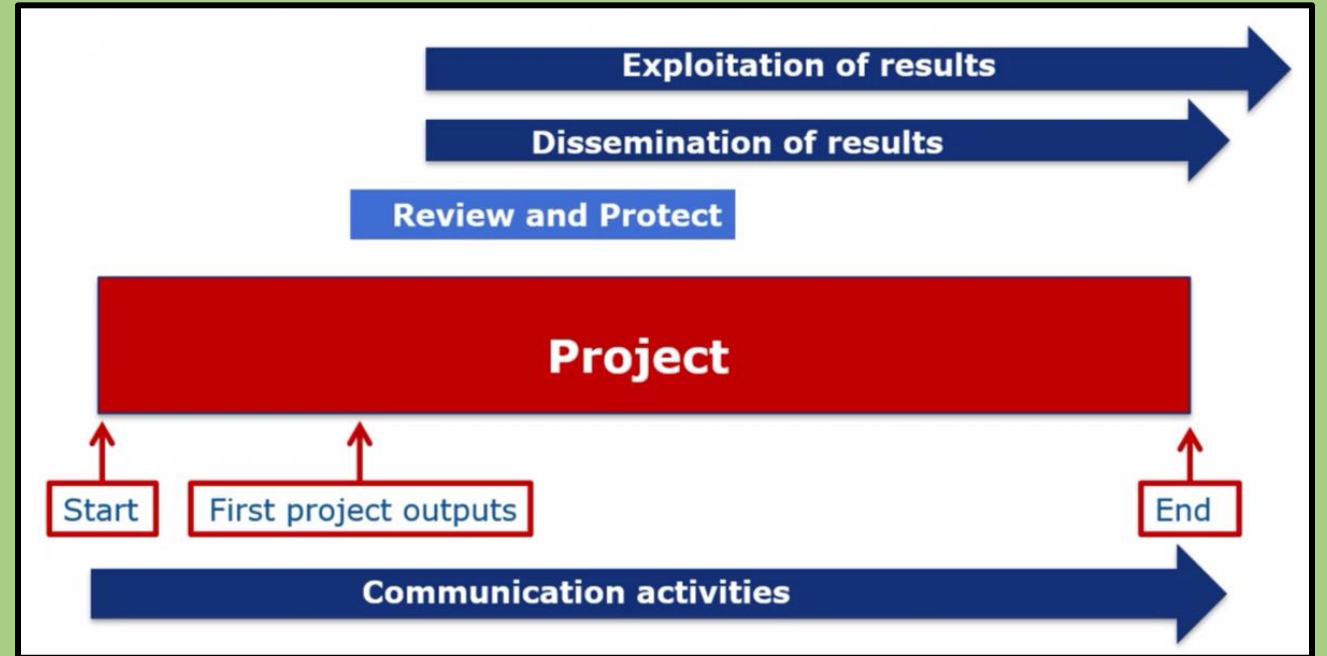 Exploitation of results
Dissemination of results
Review and Protect
Project
Start
First project outputs
End
Communication activities